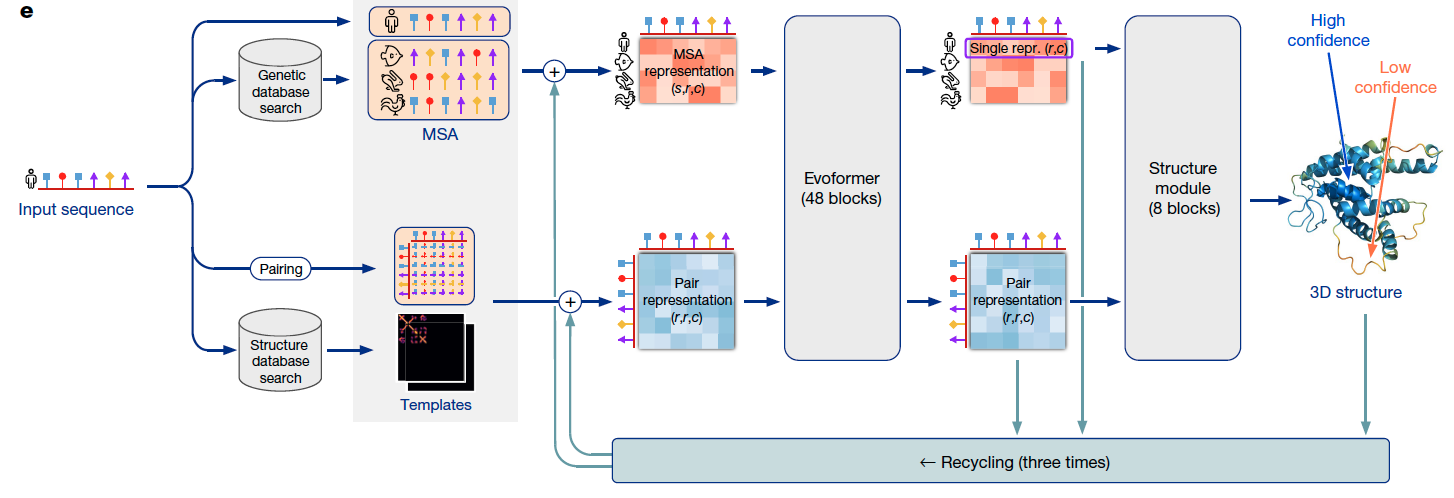 e
Input sequence
Genetic
database
search
Pairing
Structure
database
search
MSA
Templates
+
+
MSA
representation
(s,r,c)
Pair
representation
(r,r,c)
Evoformer
(48 blocks)
Single repr. (r,c)
Pair
representation
(r,r,c)
Structure
module
(8 blocks)
High
confidence
Low
confidence
3D structure
← Recycling (three times)